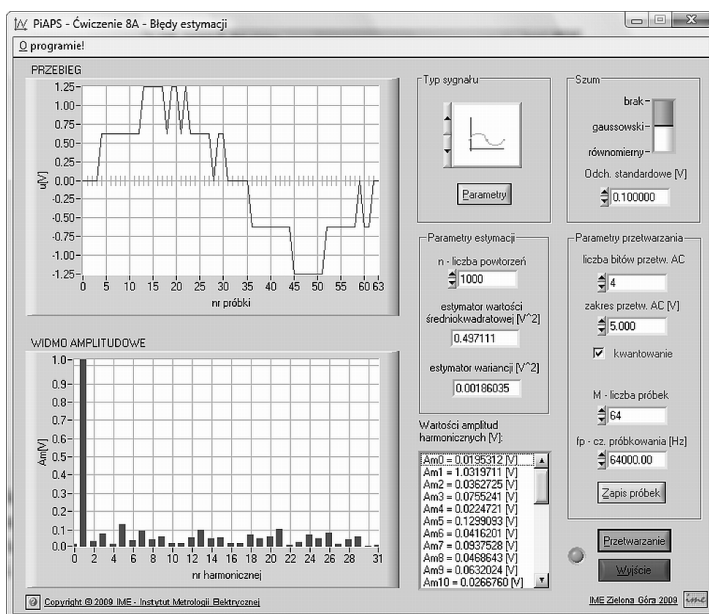 PiAPS - Ćwiczenie 8A - Błędy estymacji
O programie!
PRZEBIEG
u[V]
1.25
1.00
0.75
0.50
0.25
0.00
-0.25
-0.50
-0.75
-1.00
-1.25
0 5 10 15 20 25 30 35 40 45 50 55 60 63
nr próbki
WIDMO AMPLITUDOWE
Am[V]
1.0
0.9
0.8
0.7
0.6
0.5
0.4
0.3
0.2
0.1
0.0
0 2 4 6 8 10 12 14 16 18 20 22 24 26 28 31
nr harmonicznej
Copyright © 2009 IME - Instytut Metrologii Elektrycznej
Typ sygnału
Parametry
Parametry estymacji
n - liczba powtorzeń
1000
estymator wartości
średniokwadratowej [V^2]
0.497111
estymator wariancji [V^2]
0.00186035
Wartości amplitud
harmonicznych [V]:
Am0 = 0.0195312 [V]
Am1 = 1.0319711 [V]
Am2 = 0.0362725 [V]
Am3 = 0.0755241 [V]
Am4 = 0.0224721 [V]
Am5 = 0.1299093 [V]
Am6 = 0.0416201 [V]
Am7 = 0.0937528 [V]
Am8 = 0.0468643 [V]
Am9 = 0.0632024 [V]
Am10 = 0.0266760 [V]
Szum
brak
gaussowski
równomierny
Odch. standardowe [V]
0.100000
Parametry przetwarzania
liczba bitów przetw. AC
4
zakres przetw. AC [V]
5.000
kwantowanie
M - liczba próbek
64
fp - cz. próbkowania [Hz]
64000.00
Zapis próbek
Przetwarzanie
Wyjście
IME Zielona Góra 2009
ime